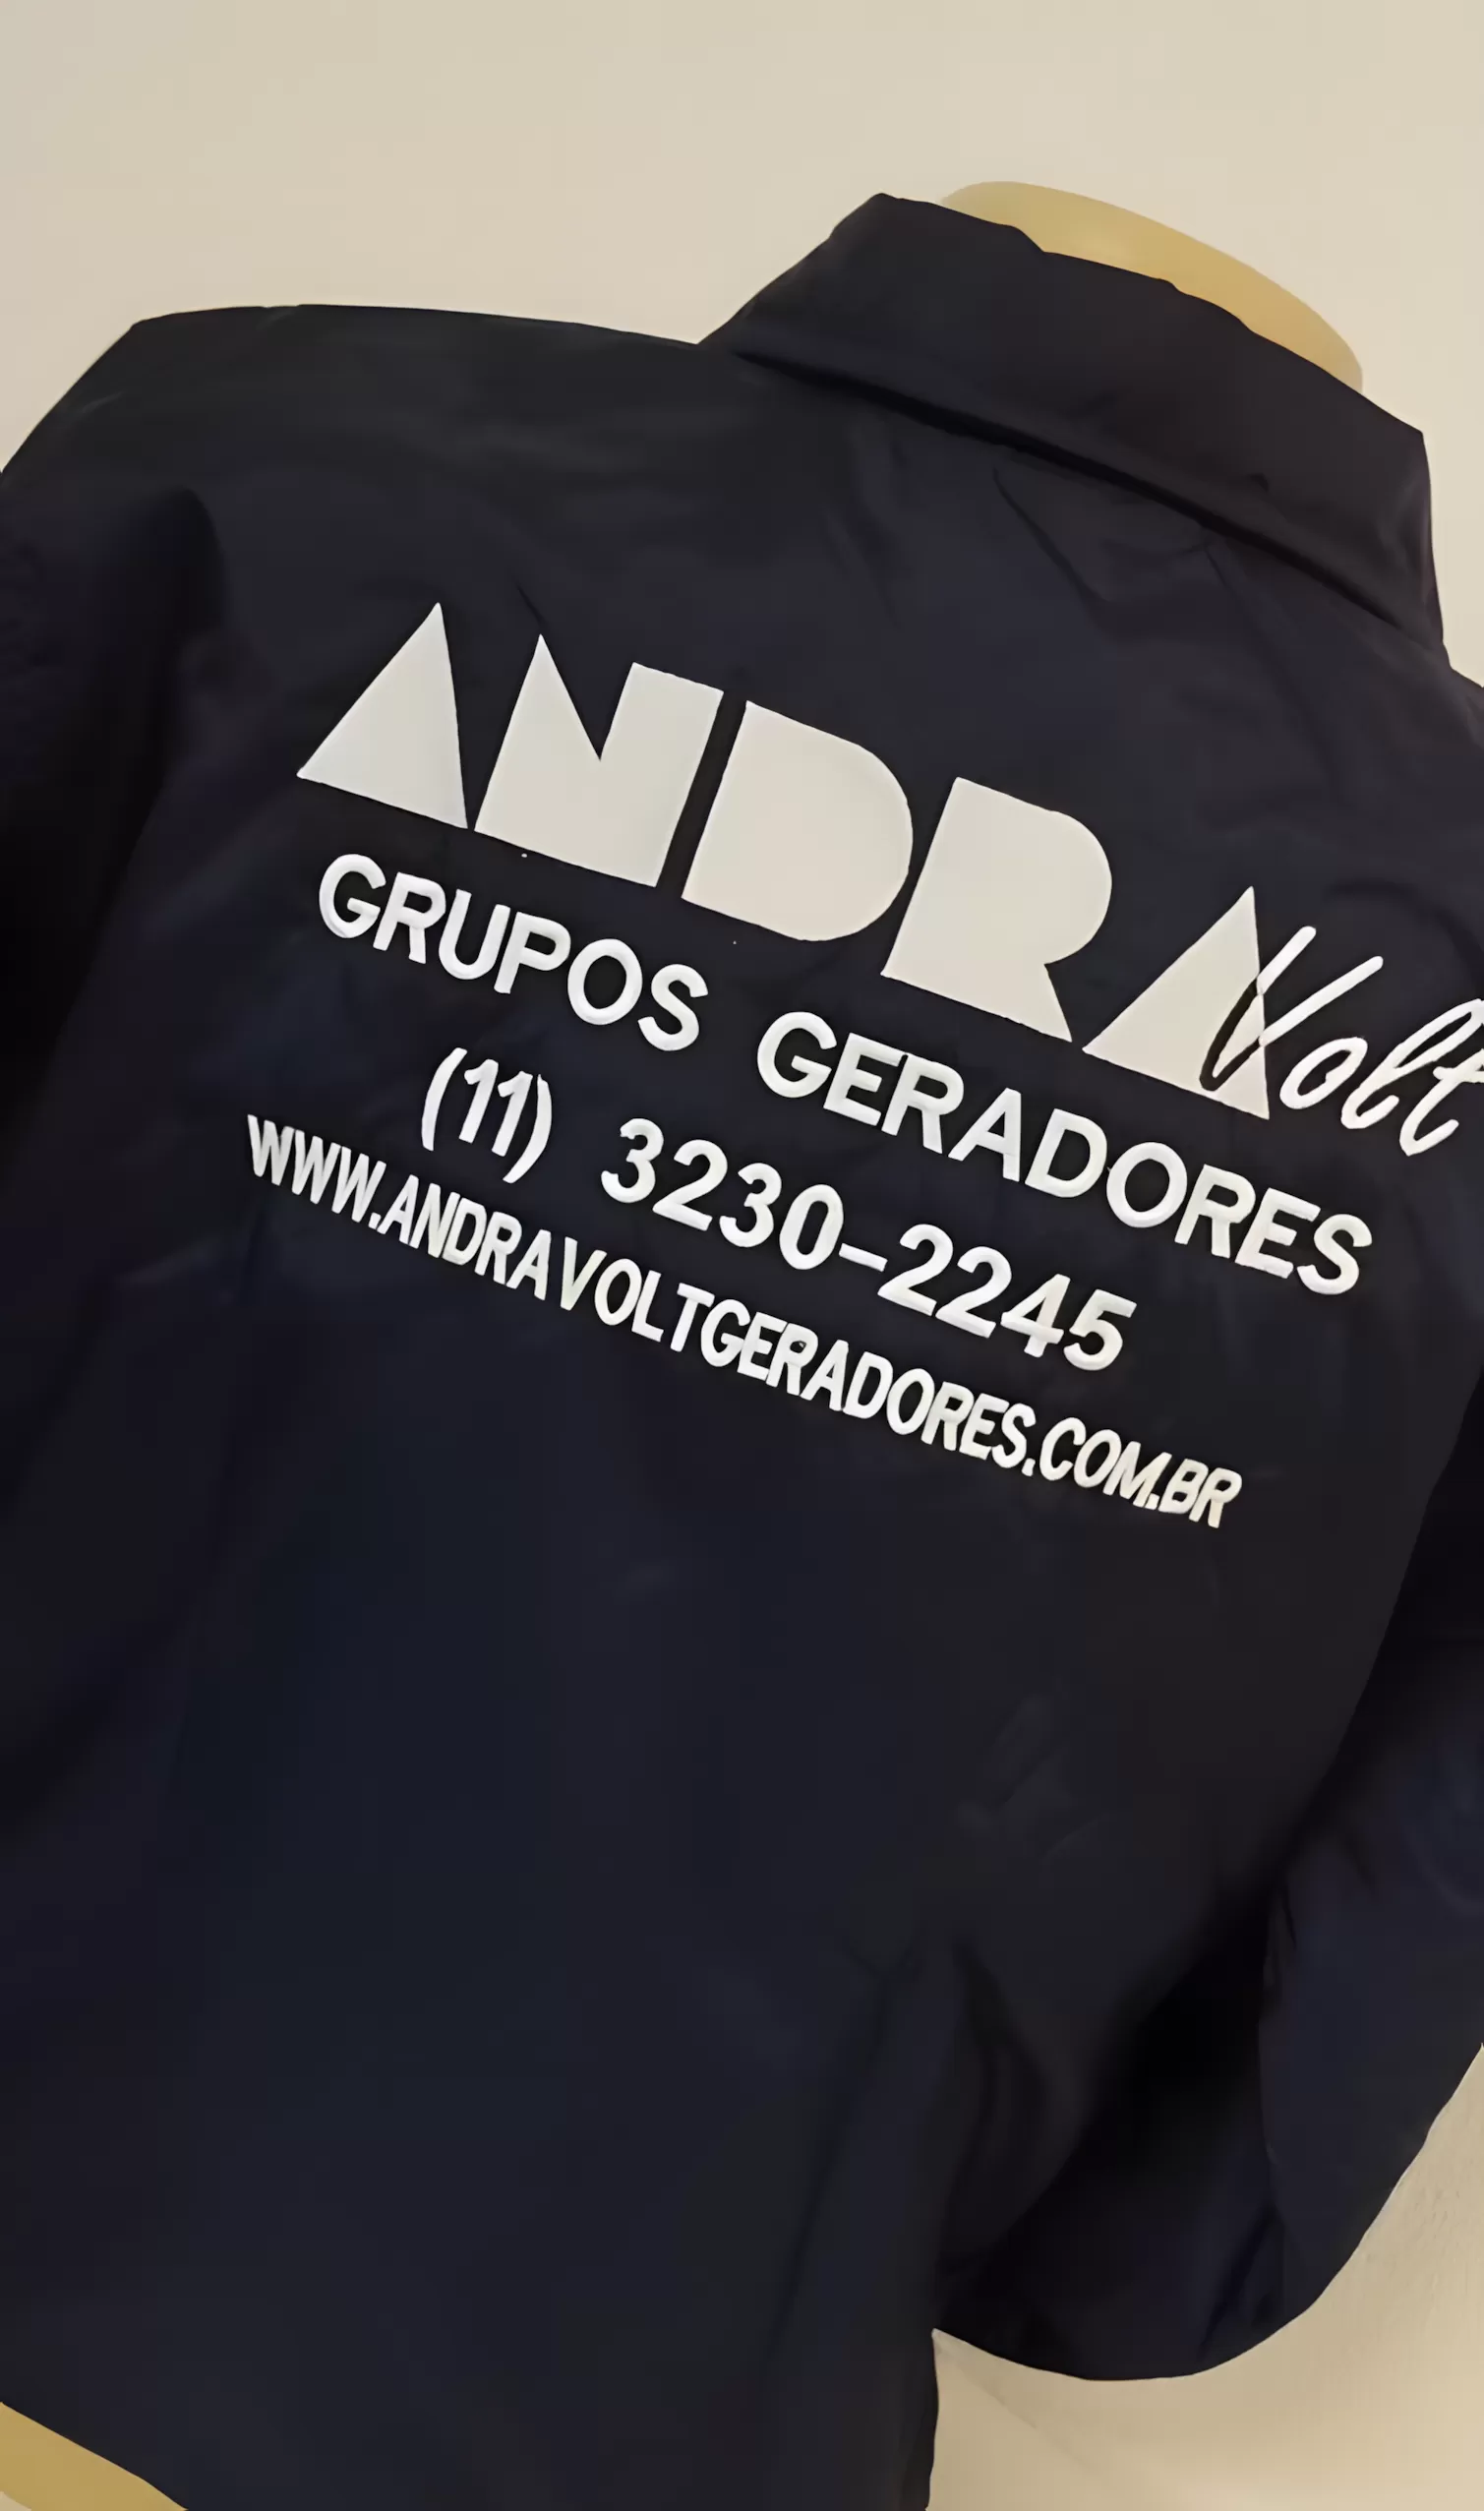 ANDRA Volt
GRUPOS GERADORES
(11) 3230-2245
WWW.ANDRAVOLTGERADORES.COM.BR